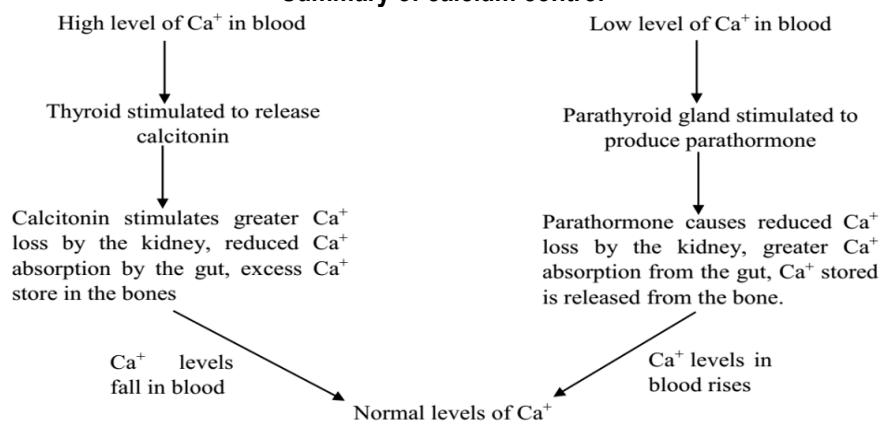 High level of Ca⁺ in blood
Low level of Ca⁺ in blood
Thyroid stimulated to release
calcitonin
Parathyroid gland stimulated to
produce parathormone
Calcitonin stimulates greater Ca⁺
loss by the kidney, reduced Ca⁺
absorption by the gut, excess Ca⁺
store in the bones
Parathormone causes reduced Ca⁺
loss by the kidney, greater Ca⁺
absorption from the gut, Ca⁺ stored
is released from the bone.
Ca⁺ levels
fall in blood
Ca⁺ levels in
blood rises
Normal levels of Ca⁺